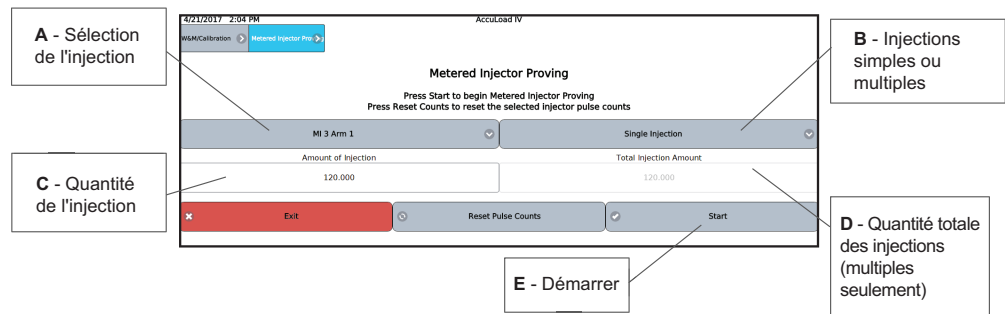 4/21/2017 2:04 PM
AccuLoad IV
W&M/Calibration
Metered Injector Proving
A - Sélection
de l'injection
B - Injections
simples ou
multiples
Metered Injector Proving
Press Start to begin Metered Injector Proving
Press Reset Counts to reset the selected injector pulse counts
MI 3 Arm 1
Single Injection
Amount of Injection
Total Injection Amount
120.000
120.000
C - Quantité
de l'injection
Exit
Reset Pulse Counts
Start
D - Quantité totale
des injections
(multiples
seulement)
E - Démarrer